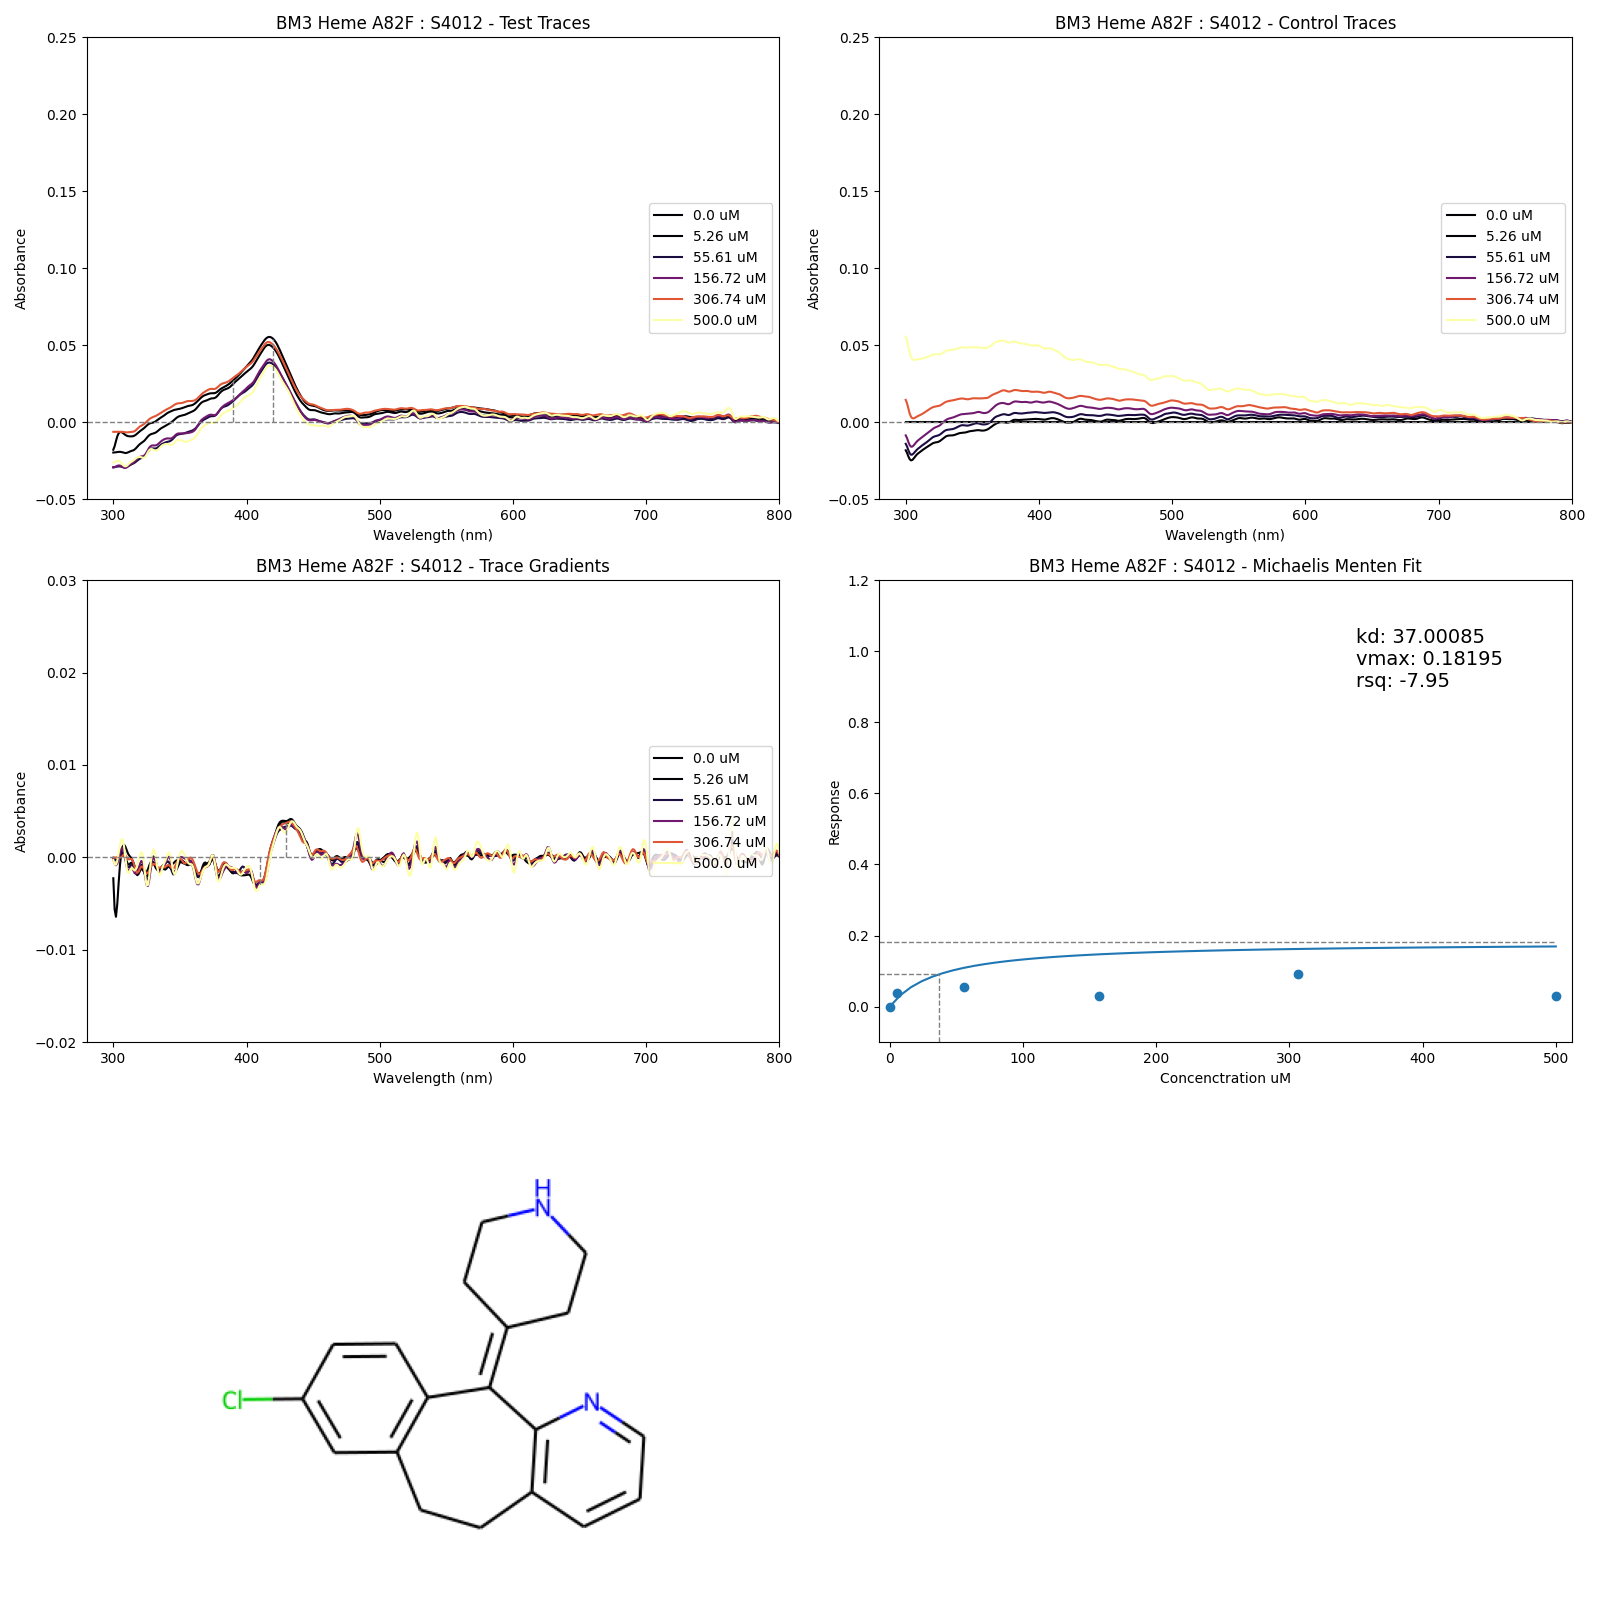 BM3 Heme A82F : S4012 - Test Traces
0.25
0.20
0.15
0.10
0.05
0.00
−0.05
Absorbance
300 400 500 600 700 800
Wavelength (nm)
0.0 uM
5.26 uM
55.61 uM
156.72 uM
306.74 uM
500.0 uM
BM3 Heme A82F : S4012 - Control Traces
0.25
0.20
0.15
0.10
0.05
0.00
−0.05
Absorbance
300 400 500 600 700 800
Wavelength (nm)
0.0 uM
5.26 uM
55.61 uM
156.72 uM
306.74 uM
500.0 uM
BM3 Heme A82F : S4012 - Trace Gradients
0.03
0.02
0.01
0.00
−0.01
−0.02
Absorbance
300 400 500 600 700 800
Wavelength (nm)
0.0 uM
5.26 uM
55.61 uM
156.72 uM
306.74 uM
500.0 uM
BM3 Heme A82F : S4012 - Michaelis Menten Fit
1.2
1.0
0.8
0.6
0.4
0.2
0.0
Response
0 100 200 300 400 500
Concenctration uM
kd: 37.00085
vmax: 0.18195
rsq: -7.95
H
N
Cl
N